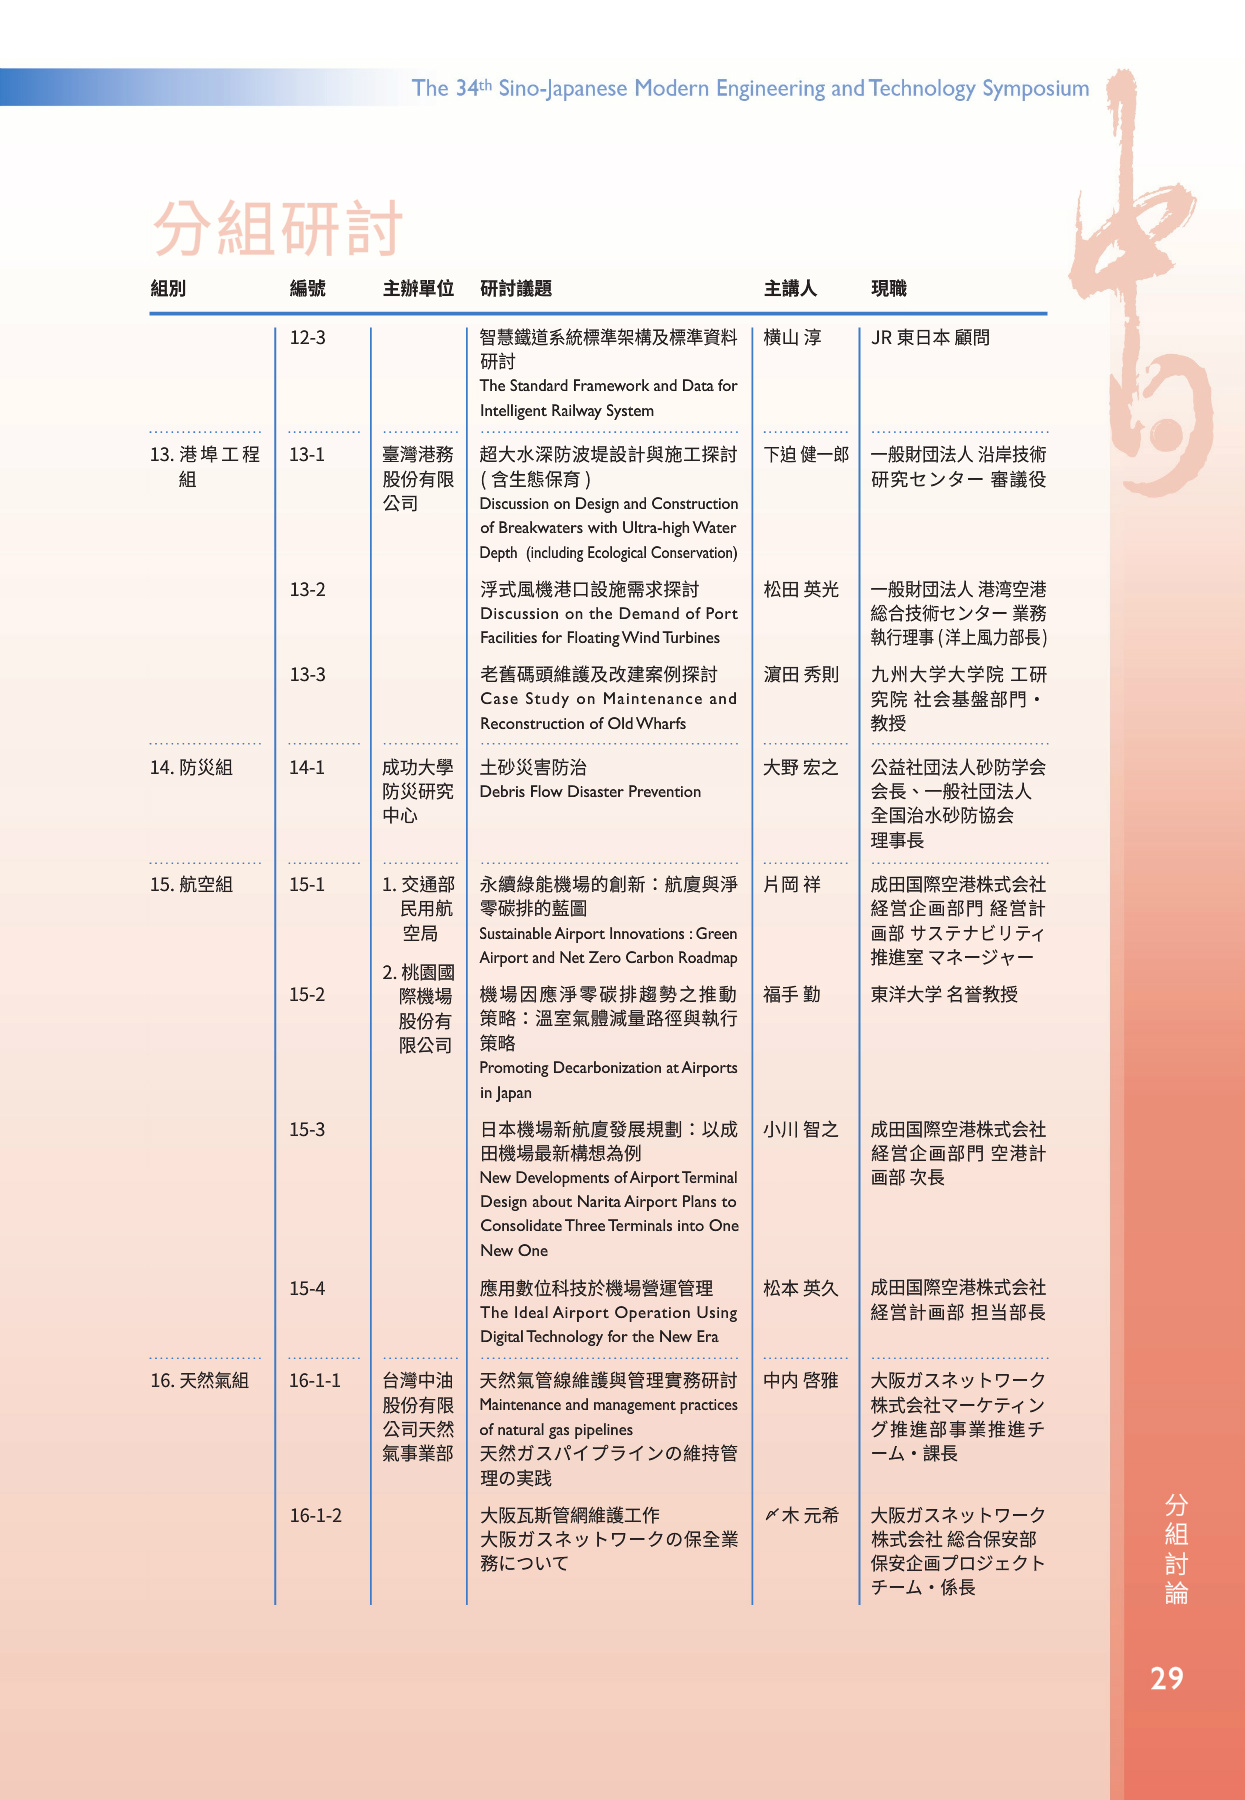 The 34th Sino-Japanese Modern Engineering and Technology Symposium
分組研討
組別 編號 主辦單位 研討議題 主講人 現職
12-3
智慧鐵道系統標準架構及標準資料
研討
The Standard Framework and Data for
Intelligent Railway System
横山 淳
JR 東日本 顧問
13. 港埠工程
組
13-1
臺灣港務
股份有限
公司
超大水深防波堤設計與施工探討
( 含生態保育 )
Discussion on Design and Construction
of Breakwaters with Ultra-high Water
Depth (including Ecological Conservation)
下迫 健一郎
一般財団法人 沿岸技術
研究センター 審議役
13-2
浮式風機港口設施需求探討
Discussion on the Demand of Port
Facilities for Floating Wind Turbines
松田 英光
一般財団法人 港湾空港
総合技術センター 業務
執行理事 (洋上風力部長)
13-3
老舊碼頭維護及改建案例探討
Case Study on Maintenance and
Reconstruction of Old Wharfs
濵田 秀則
九州大学大学院 工研
究院 社会基盤部門・
教授
14. 防災組
14-1
成功大學
防災研究
中心
土砂災害防治
Debris Flow Disaster Prevention
大野 宏之
公益社団法人砂防学会
会長、一般社団法人
全国治水砂防協会
理事長
15. 航空組
15-1
1. 交通部
民用航
空局
2. 桃園國
際機場
股份有
限公司
永續綠能機場的創新：航廈與淨
零碳排的藍圖
Sustainable Airport Innovations : Green
Airport and Net Zero Carbon Roadmap
片岡 祥
成田国際空港株式会社
経営企画部門 経営計
画部 サステナビリティ
推進室 マネージャー
15-2
機場因應淨零碳排趨勢之推動
策略：溫室氣體減量路徑與執行
策略
Promoting Decarbonization at Airports
in Japan
福手 勤
東洋大学 名誉教授
15-3
日本機場新航廈發展規劃：以成
田機場最新構想為例
New Developments of Airport Terminal
Design about Narita Airport Plans to
Consolidate Three Terminals into One
New One
小川 智之
成田国際空港株式会社
経営企画部門 空港計
画部 次長
15-4
應用數位科技於機場營運管理
The Ideal Airport Operation Using
Digital Technology for the New Era
松本 英久
成田国際空港株式会社
経営計画部 担当部長
16. 天然氣組
16-1-1
台灣中油
股份有限
公司天然
氣事業部
天然氣管線維護與管理實務研討
Maintenance and management practices
of natural gas pipelines
天然ガスパイプラインの維持管
理の実践
中内 啓雅
大阪ガスネットワーク
株式会社マーケティン
グ推進部事業推進チ
ーム・課長
16-1-2
大阪瓦斯管網維護工作
大阪ガスネットワークの保全業
務について
〆木 元希
大阪ガスネットワーク
株式会社 総合保安部
保安企画プロジェクト
チーム・係長
分組討論
29